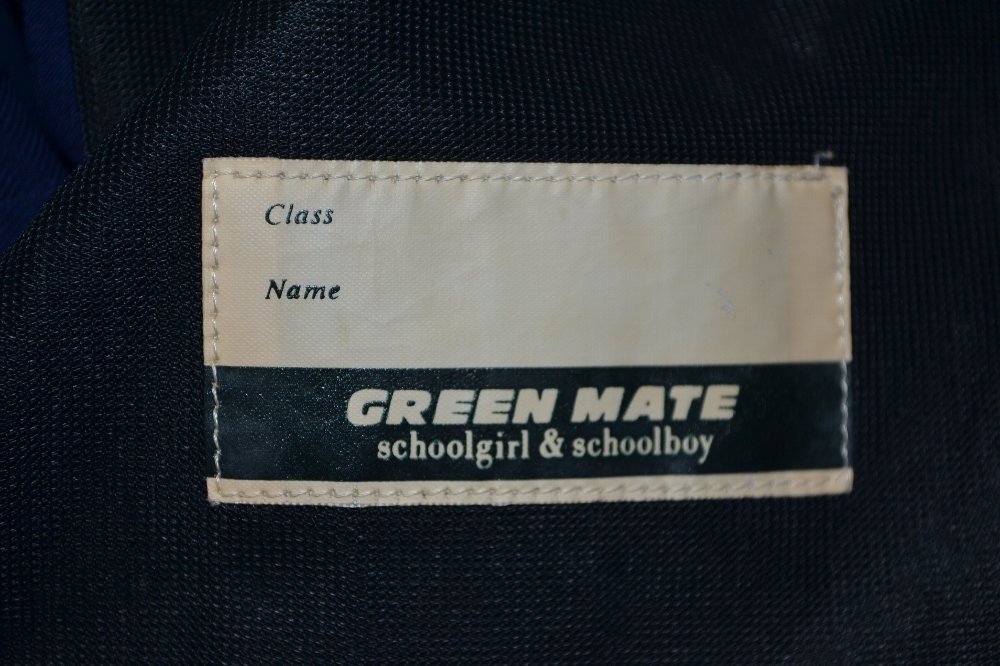 Class
Name
GREEN MATE
schoolgirl & schoolboy